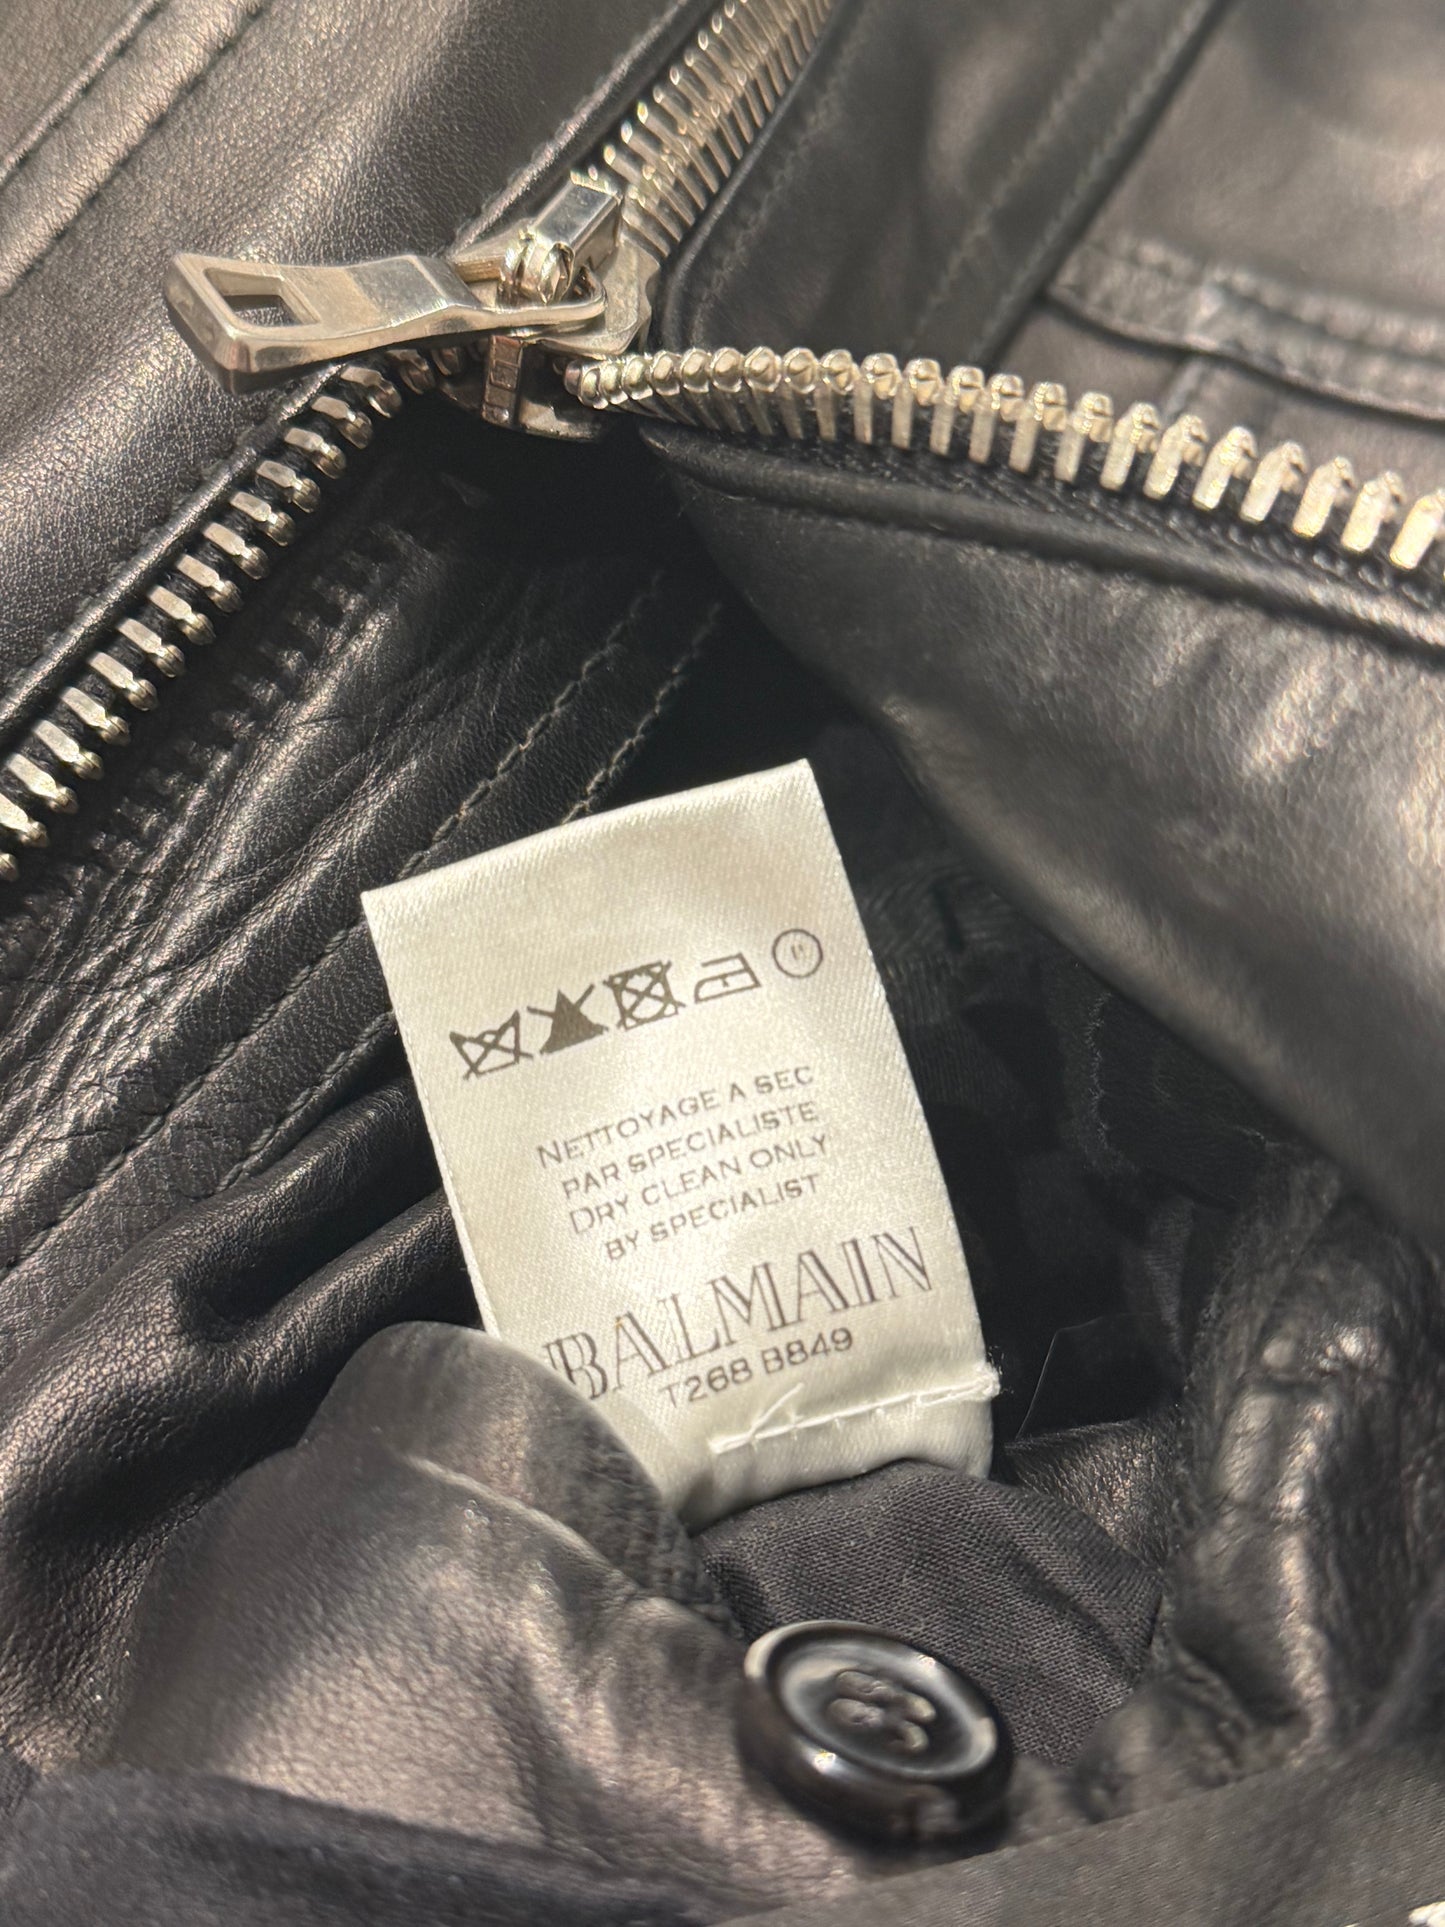 NETTOYAGE A SEC
PAR SPECIALISTE
DRY CLEAN ONLY
BY SPECIALIST
BALMAIN
T268 B849